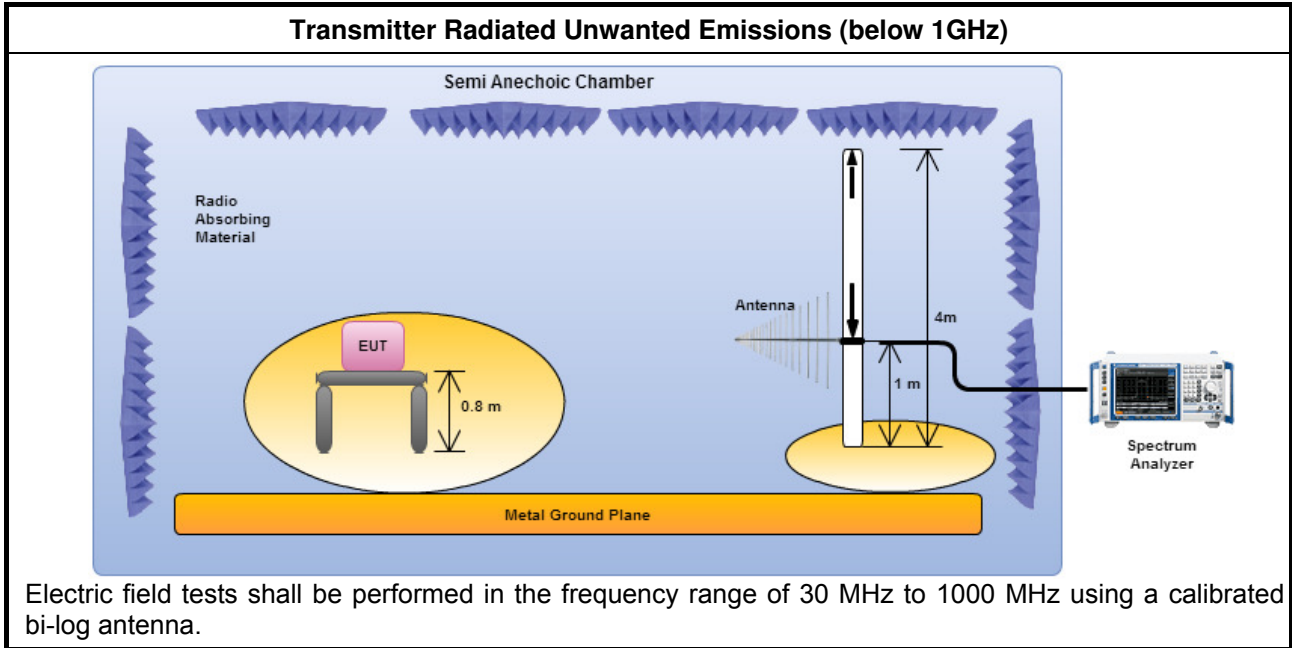 Transmitter Radiated Unwanted Emissions (below 1GHz)
Semi Anechoic Chamber
Radio
Absorbing
Material
Antenna
4m
EUT
1 m
0.8 m
Spectrum
Analyzer
Metal Ground Plane
Electric field tests shall be performed in the frequency range of 30 MHz to 1000 MHz using a calibrated
bi-log antenna.